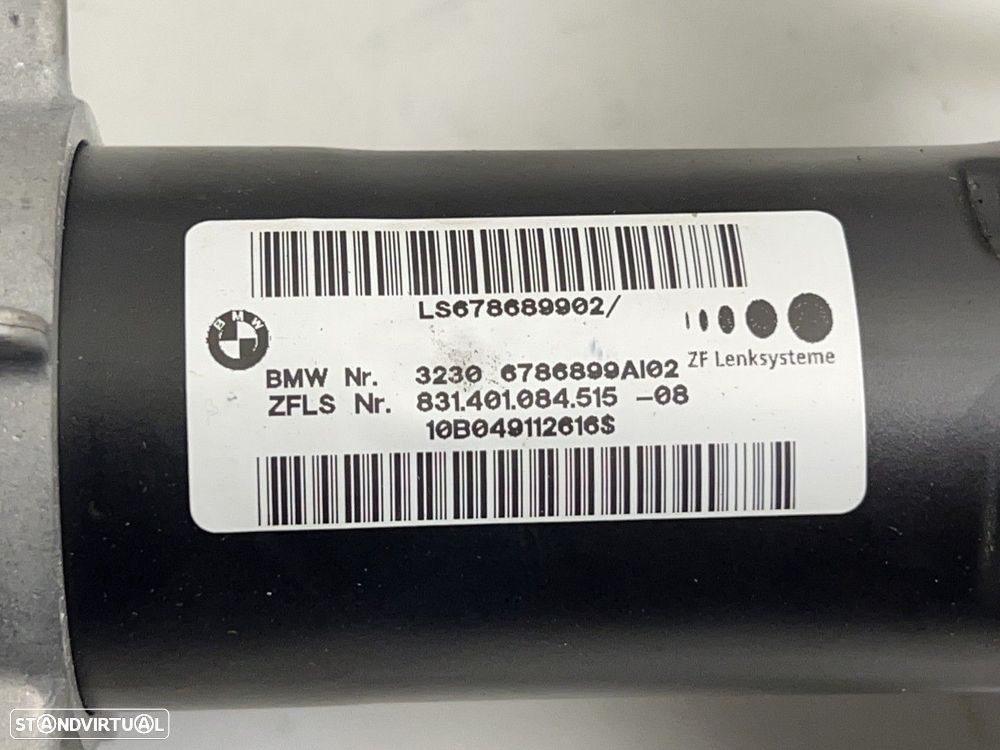 LS678689902/
BMW
ZF Lenksysteme
BMW Nr. 3230 6786899AI02
ZFLS Nr. 831.401.084.515 -08
10B049112616$
STANDVIRTUAL